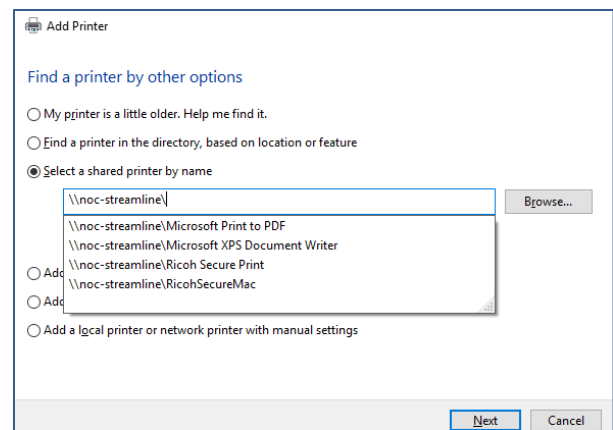 Add Printer
Find a printer by other options
My printer is a little older. Help me find it.
Find a printer in the directory, based on location or feature
Select a shared printer by name
\\noc-streamline\
Browse...
\\noc-streamline\Microsoft Print to PDF
\\noc-streamline\Microsoft XPS Document Writer
\\noc-streamline\Ricoh Secure Print
\\noc-streamline\RicohSecureMac
Add a local printer or network printer with manual settings
Next Cancel